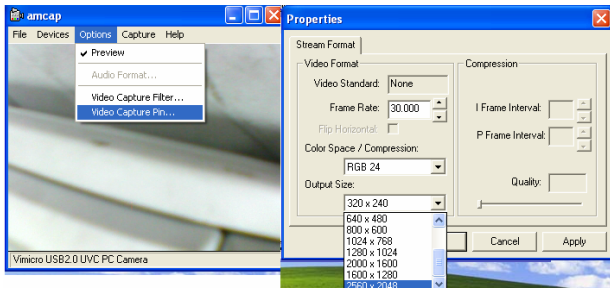 amcap
File Devices Options Capture Help
Preview
Audio Format...
Video Capture Filter...
Video Capture Pin...
Vimicro USB2.0 UVC PC Camera
Properties
Stream Format
Video Format
Video Standard: None
Frame Rate: 30.000
Flip Horizontal:
Color Space / Compression:
RGB 24
Output Size:
320 x 240
640 x 480
800 x 600
1024 x 768
1280 x 1024
2000 x 1600
1600 x 1280
2560 x 2048
Compression
I Frame Interval:
P Frame Interval:
Quality:
Cancel Apply